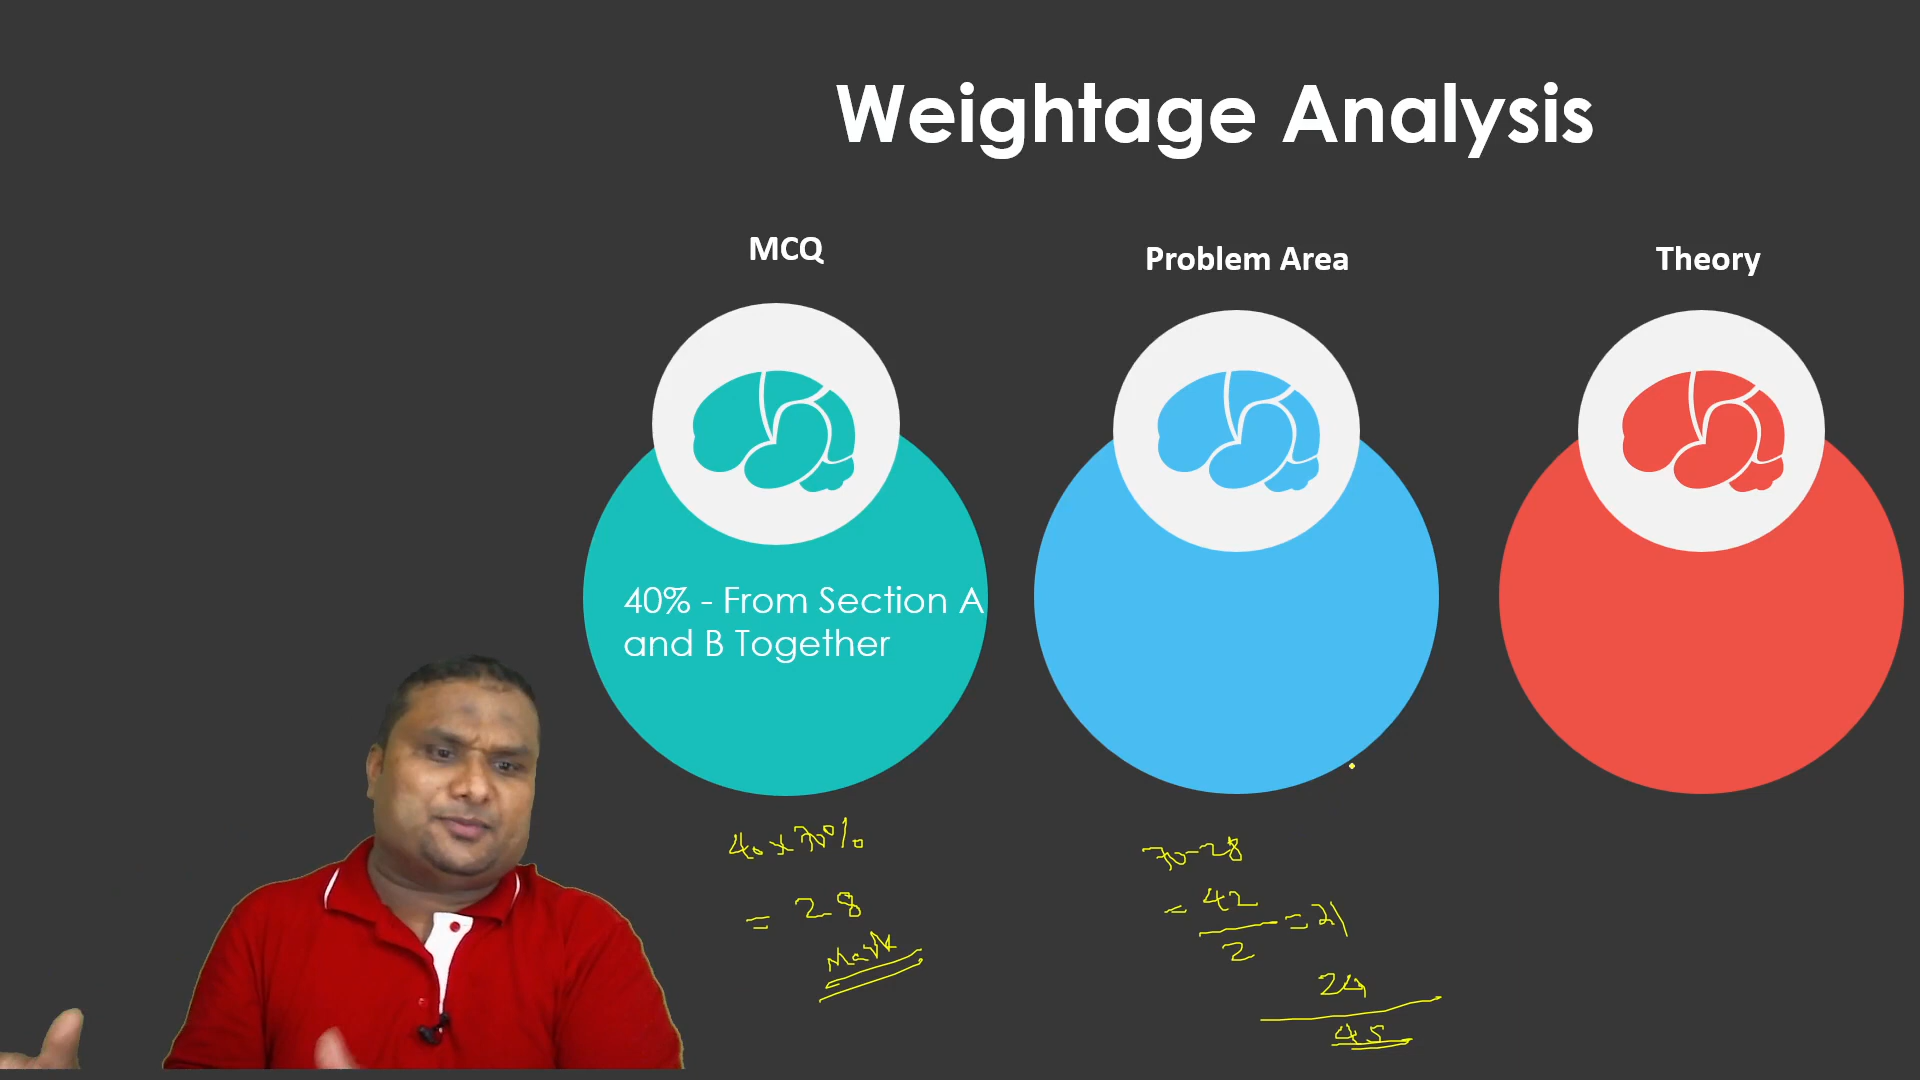 Weightage Analysis
MCQ
Problem Area
Theory
40% - From Section A
and B Together
40 x 70%
= 28
Mark
70-28
= 42/2 = 21
24
45